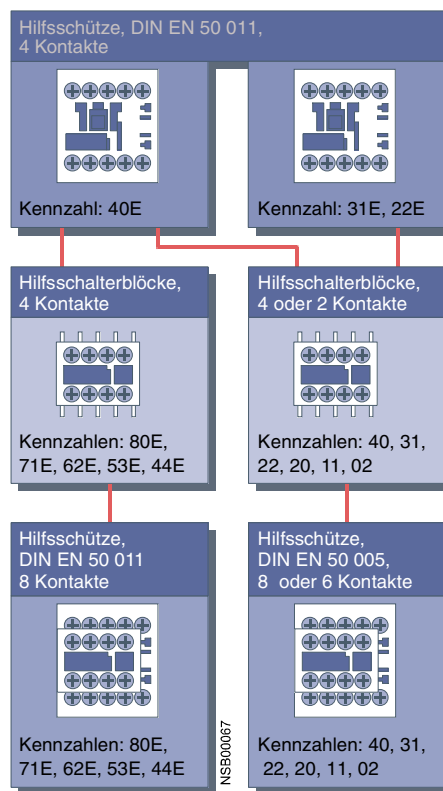 Hilfsschütze, DIN EN 50 011,
4 Kontakte
Kennzahl: 40E
Kennzahl: 31E, 22E
Hilfsschalterblöcke,
4 Kontakte
Kennzahlen: 80E,
71E, 62E, 53E, 44E
Hilfsschalterblöcke,
4 oder 2 Kontakte
Kennzahlen: 40, 31,
22, 20, 11, 02
Hilfsschütze,
DIN EN 50 011
8 Kontakte
Kennzahlen: 80E,
71E, 62E, 53E, 44E
NSB00067
Hilfsschütze,
DIN EN 50 005,
8 oder 6 Kontakte
Kennzahlen: 40, 31,
22, 20, 11, 02